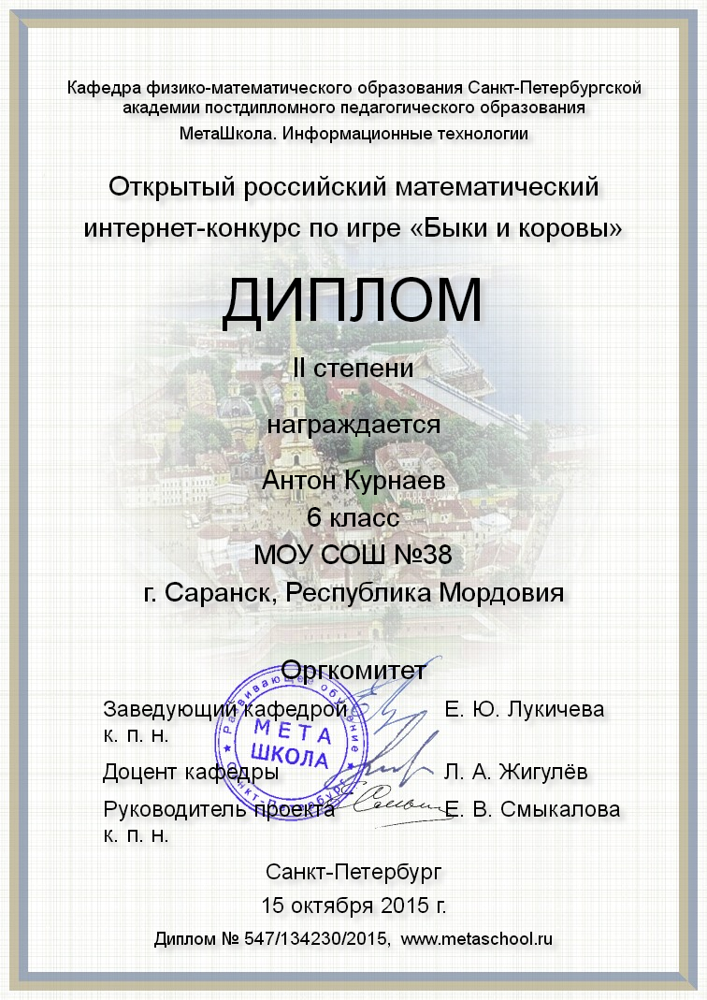 Кафедра физико-математического образования Санкт-Петербургской
академии постдипломного педагогического образования
МетаШкола. Информационные технологии
Открытый российский математический
интернет-конкурс по игре «Быки и коровы»
ДИПЛОМ
II степени
награждается
Антон Курнаев
6 класс
МОУ СОШ №38
г. Саранск, Республика Мордовия
Оргкомитет
Заведующий кафедрой Е. Ю. Лукичева
к. п. н.
Развивающее обучение
МЕТА
ШКОЛА
Санкт-Петербург
Доцент кафедры Л. А. Жигулёв
Руководитель проекта Е. В. Смыкалова
к. п. н.
Санкт-Петербург
15 октября 2015 г.
Диплом № 547/134230/2015, www.metaschool.ru